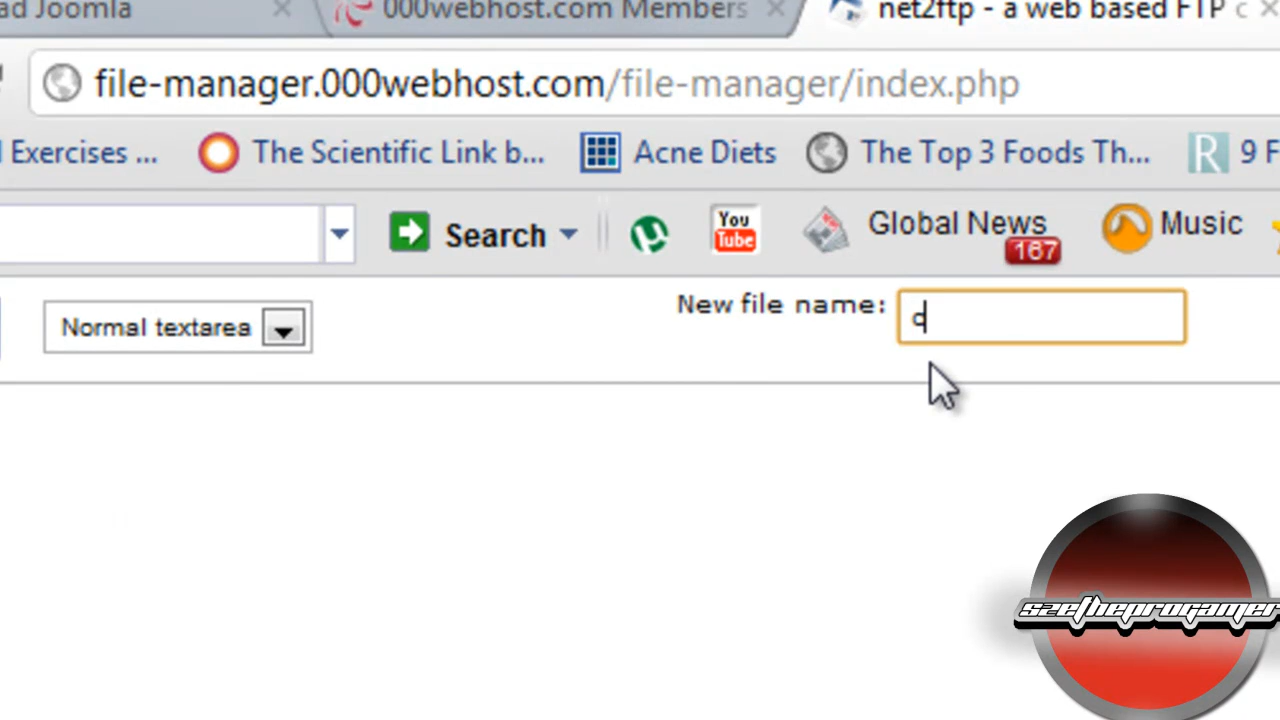 ad Joomla
000webhost.com Members
net2ftp - a web based FTP c
file-manager.000webhost.com/file-manager/index.php
Exercises ...
The Scientific Link b...
Acne Diets
The Top 3 Foods Th...
R
9 F
Search
You
Tube
Global News
167
Music
Normal textarea
New file name:
c
szetheprogamer